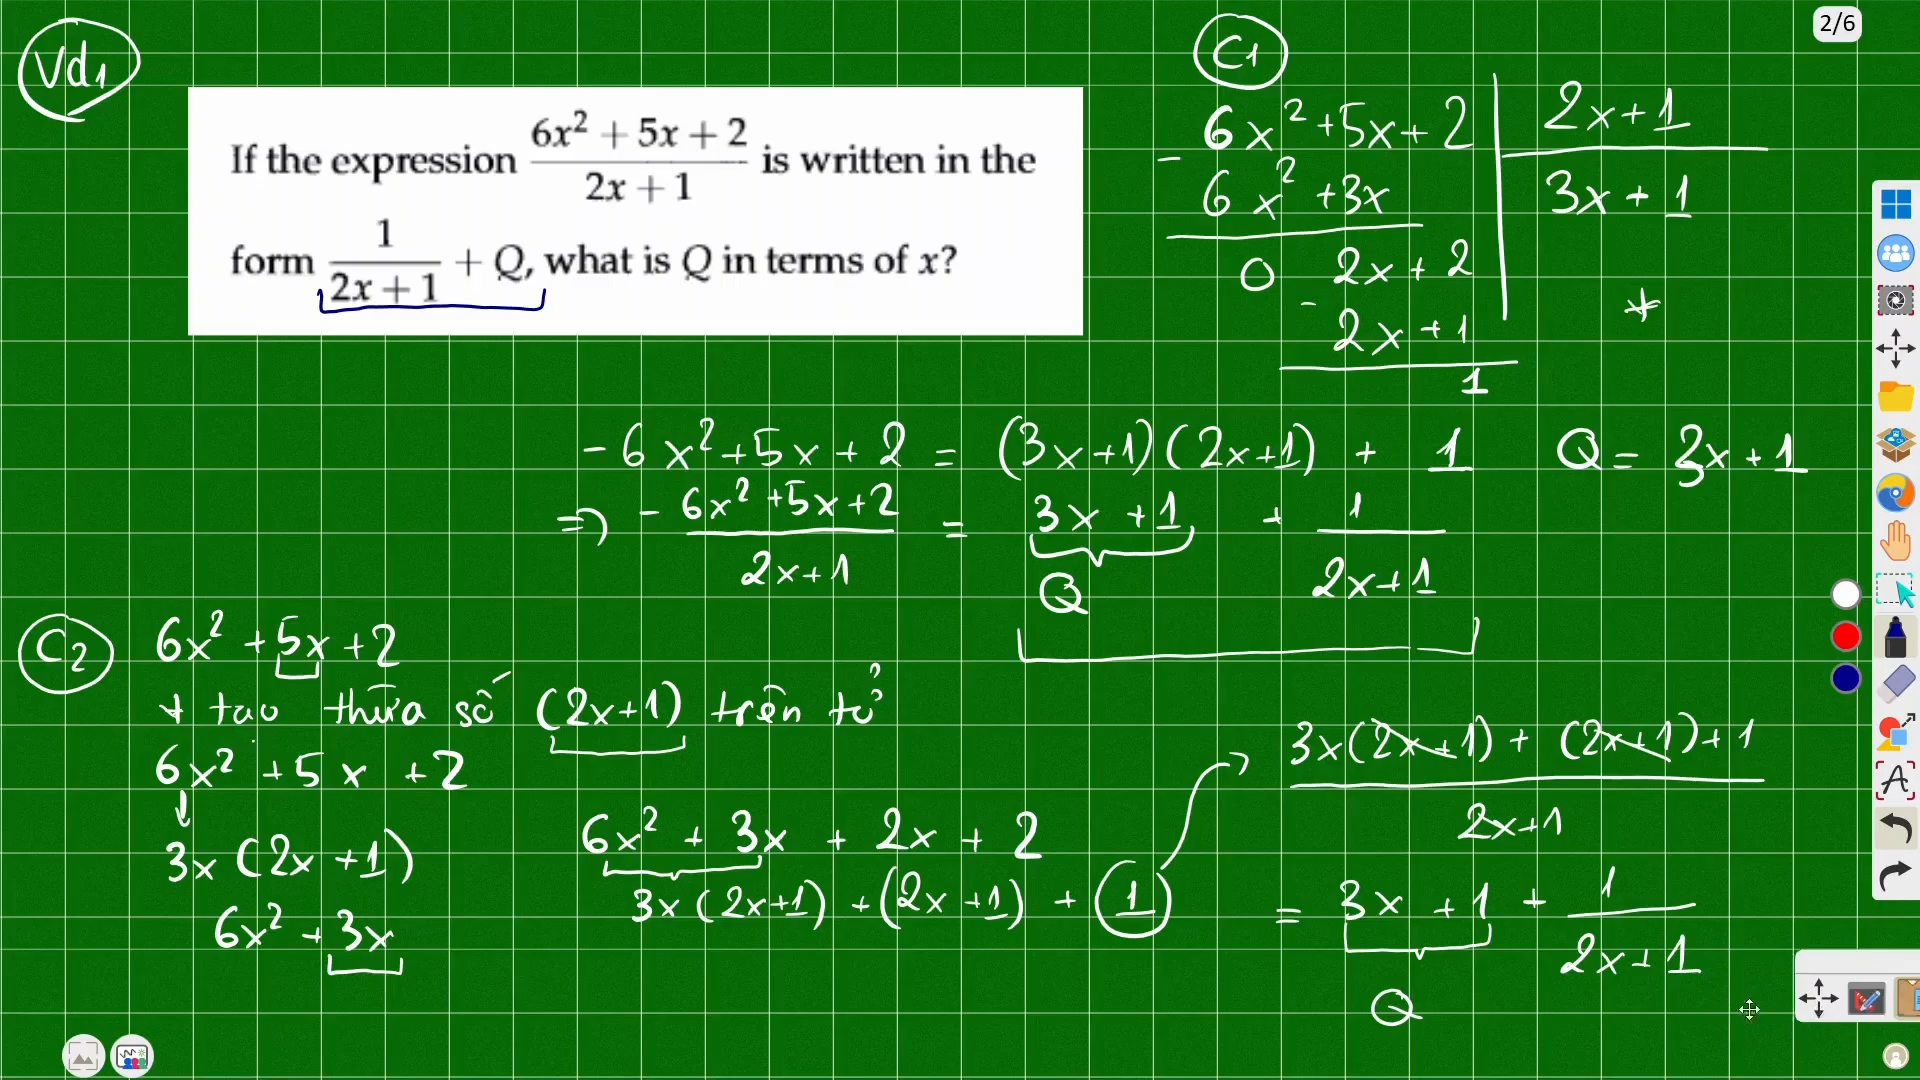 Vd1
If the expression (6x² + 5x + 2)/(2x + 1) is written in the
form 1/(2x + 1) + Q, what is Q in terms of x?
C1
6x² + 5x + 2 | 2x + 1
- 6x² + 3x | 3x + 1
0 2x + 2
- 2x + 1
1
- 6x² + 5x + 2 = (3x + 1)(2x + 1) + 1
Q = 3x + 1
=> - (6x² + 5x + 2)/(2x + 1) = 3x + 1 + 1/(2x + 1)
Q
C2
6x² + 5x + 2
+ tạo thừa số (2x+1) trên tử
6x² + 5x + 2
↓
3x (2x + 1)
6x² + 3x
6x² + 3x + 2x + 2
3x (2x+1) + (2x+1) + 1
(3x(2x+1) + (2x+1) + 1)/(2x+1)
= 3x + 1 + 1/(2x+1)
Q
2/6